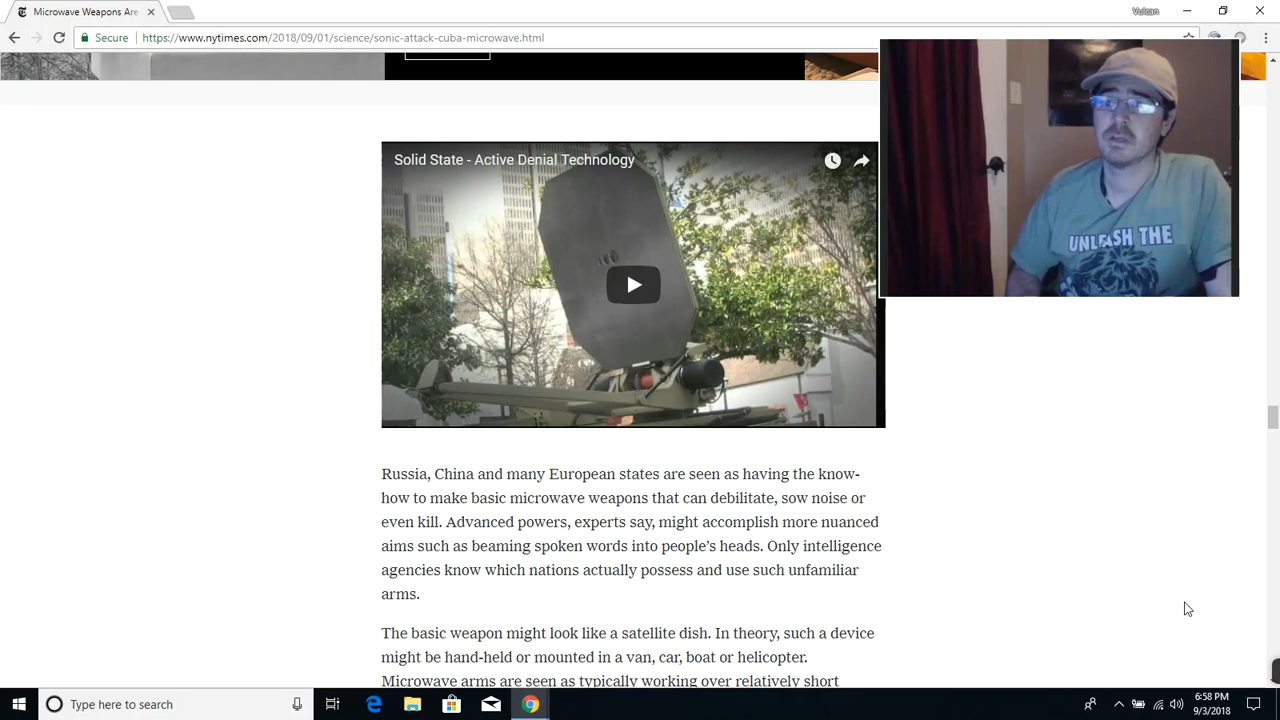 Microwave Weapons Are
Vulcan
Secure
https://www.nytimes.com/2018/09/01/science/sonic-attack-cuba-microwave.html
Solid State - Active Denial Technology
UNLEASH THE
Russia, China and many European states are seen as having the know-
how to make basic microwave weapons that can debilitate, sow noise or
even kill. Advanced powers, experts say, might accomplish more nuanced
aims such as beaming spoken words into people’s heads. Only intelligence
agencies know which nations actually possess and use such unfamiliar
arms.
The basic weapon might look like a satellite dish. In theory, such a device
might be hand-held or mounted in a van, car, boat or helicopter.
Microwave arms are seen as typically working over relatively short
Type here to search
6:58 PM
9/3/2018